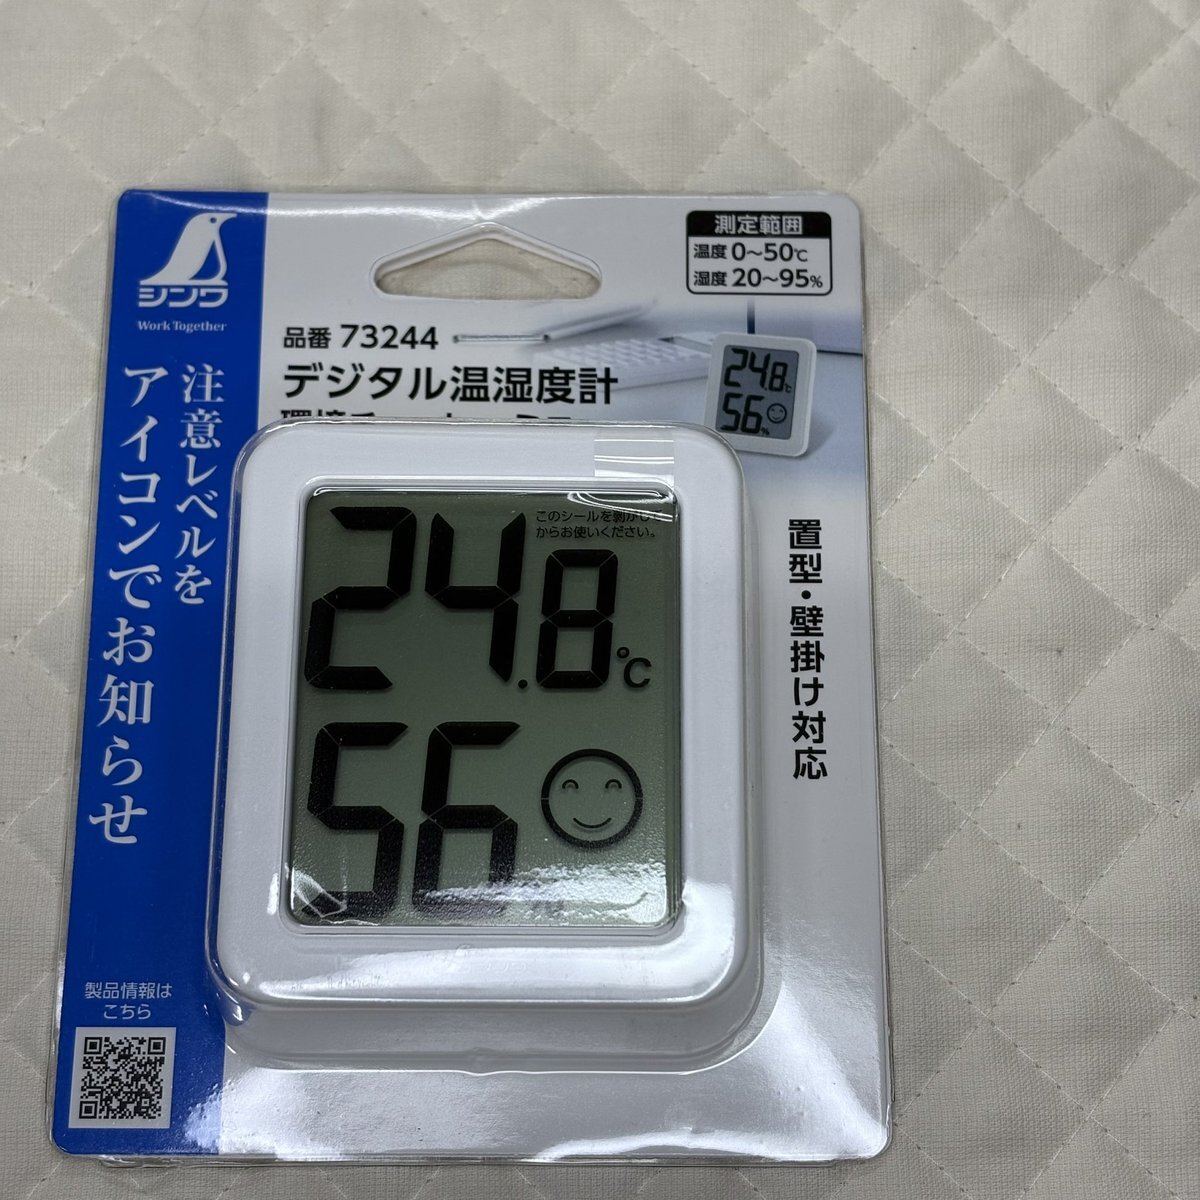 シンワ
Work Together
注意レベルを
アイコンでお知らせ
製品情報は
こちら
測定範囲
温度 0～50℃
湿度 20～95%
品番 73244
デジタル温湿度計
24.8℃
56%
このシールを剥がして
からお使いください。
24.8℃
56
置型・壁掛け対応